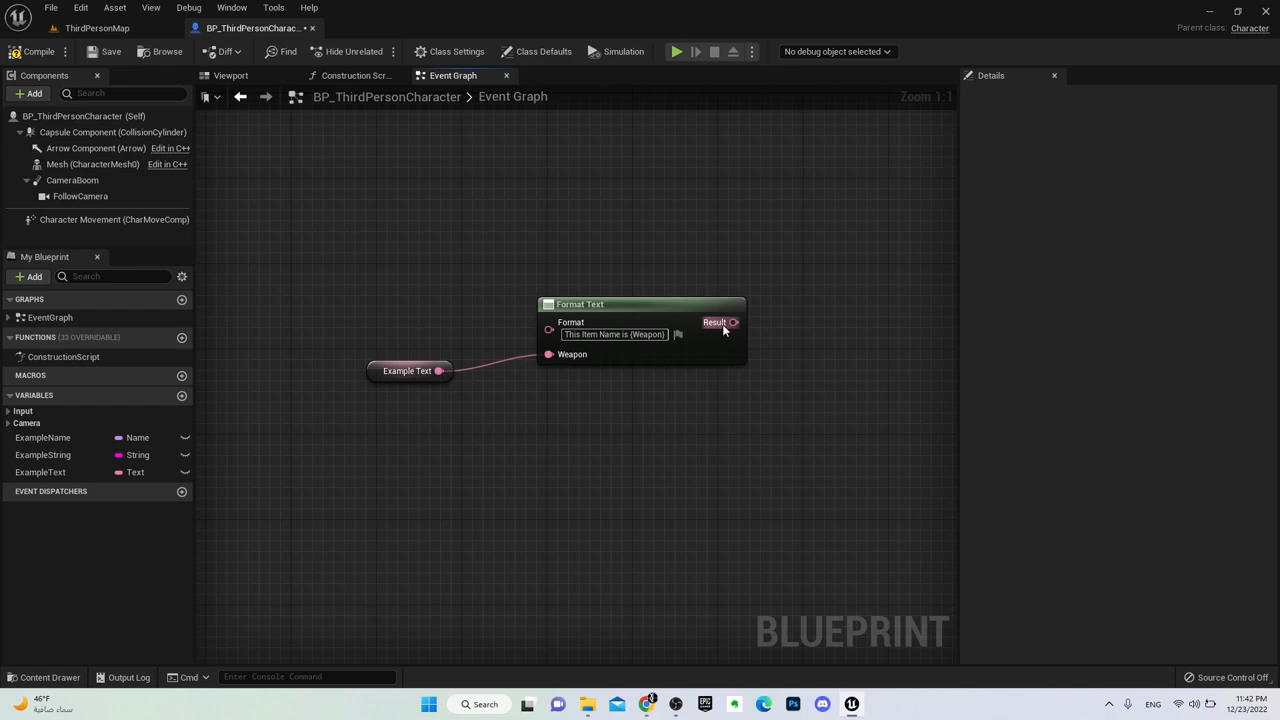 File Edit Asset View Debug Window Tools Help
ThirdPersonMap
BP_ThirdPersonCharac...
Parent class: Character
Compile
Save
Browse
Diff
Find
Hide Unrelated
Class Settings
Class Defaults
Simulation
No debug object selected
Components
Viewport
Construction Scr...
Event Graph
Details
Add
Search
BP_ThirdPersonCharacter > Event Graph
Zoom 1:1
BP_ThirdPersonCharacter (Self)
Capsule Component (CollisionCylinder)
Arrow Component (Arrow) Edit in C++
Mesh (CharacterMesh0) Edit in C++
CameraBoom
FollowCamera
Character Movement (CharMoveComp)
My Blueprint
Add
Search
GRAPHS
EventGraph
FUNCTIONS (33 OVERRIDABLE)
ConstructionScript
MACROS
VARIABLES
Input
Camera
ExampleName Name
ExampleString String
ExampleText Text
EVENT DISPATCHERS
Format Text
Format
Result
This Item Name is {Weapon}
Weapon
Example Text
BLUEPRINT
Content Drawer
Output Log
Cmd
Enter Console Command
Source Control Off
46°F
سماء صافية
Search
EPIC GAMES
ENG
11:42 PM
12/23/2022